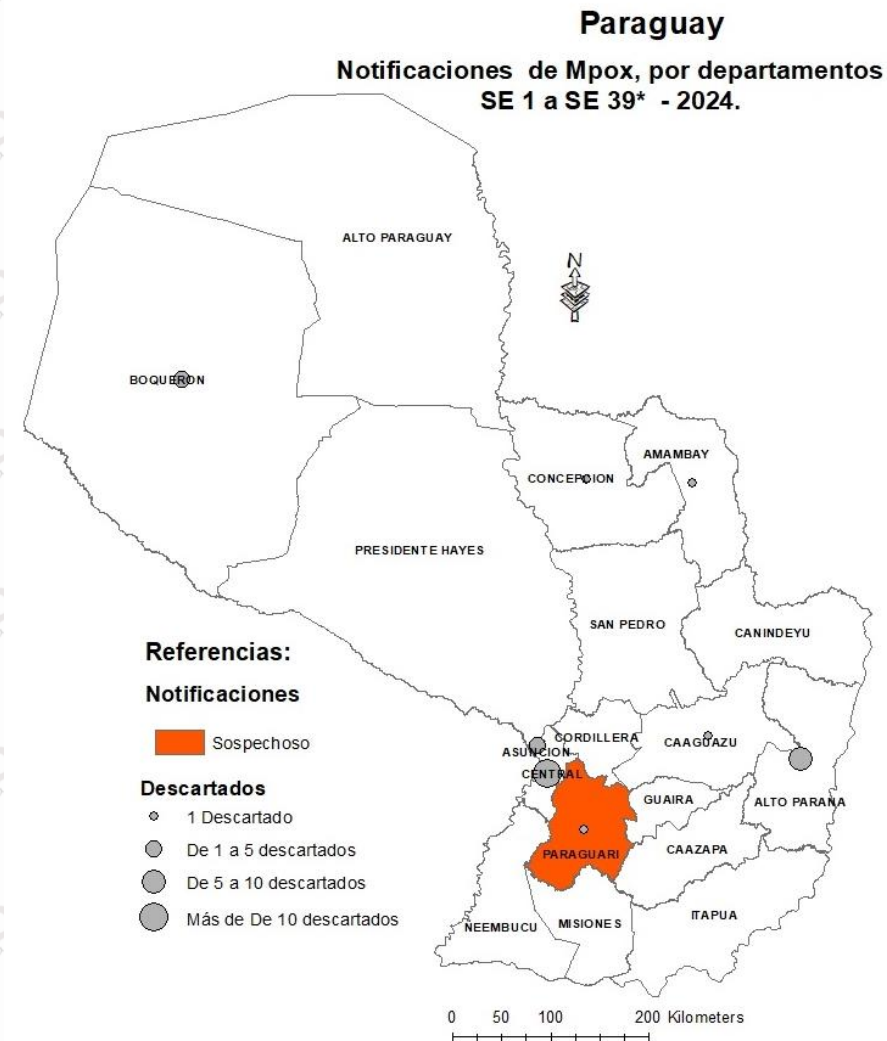 Paraguay
Notificaciones de Mpox, por departamentos
SE 1 a SE 39* - 2024.
ALTO PARAGUAY
N
BOQUERON
AMAMBAY
CONCEPCION
PRESIDENTE HAYES
SAN PEDRO
CANINDEYU
Referencias:
Notificaciones
Sospechoso
Descartados
1 Descartado
De 1 a 5 descartados
De 5 a 10 descartados
Más de De 10 descartados
CORDILLERA
ASUNCION
CAAGUAZU
CENTRAL
GUAIRA
ALTO PARANA
PARAGUARI
CAAZAPA
ITAPUA
MISIONES
NEEMBUCU
0 50 100 200 Kilometers